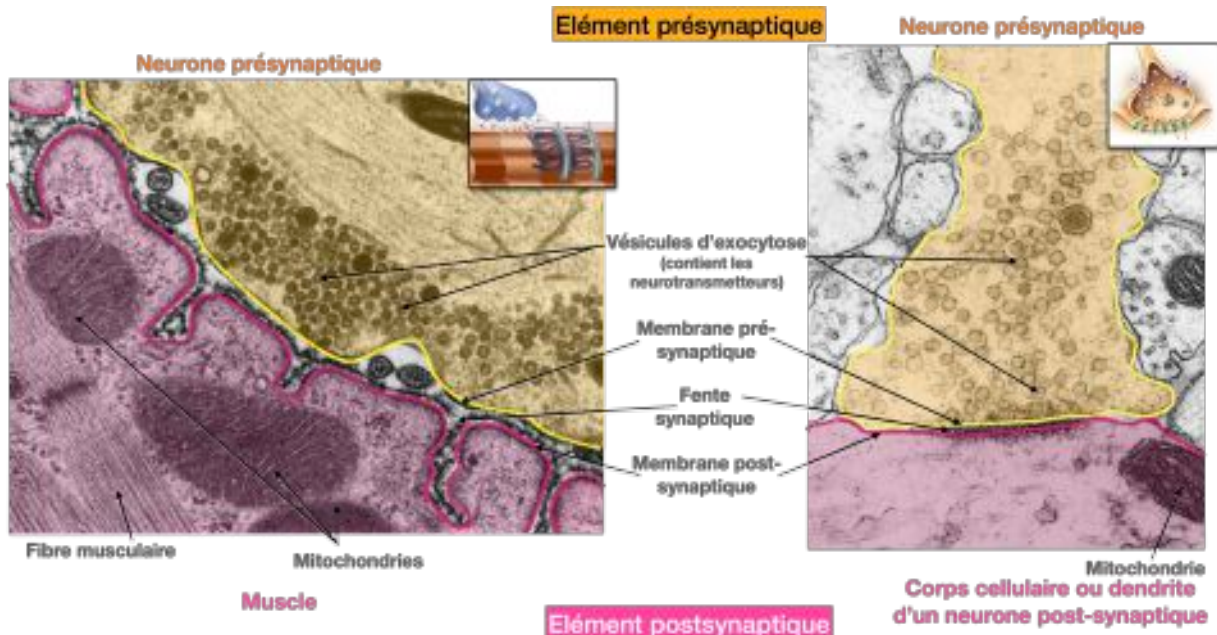 Elément présynaptique
Neurone présynaptique
Neurone présynaptique
Vésicules d'exocytose
(contient les
neurotransmetteurs)
Membrane pré-
synaptique
Fente
synaptique
Membrane post-
synaptique
Fibre musculaire
Mitochondries
Mitochondrie
Muscle
Corps cellulaire ou dendrite
d'un neurone post-synaptique
Elément postsynaptique